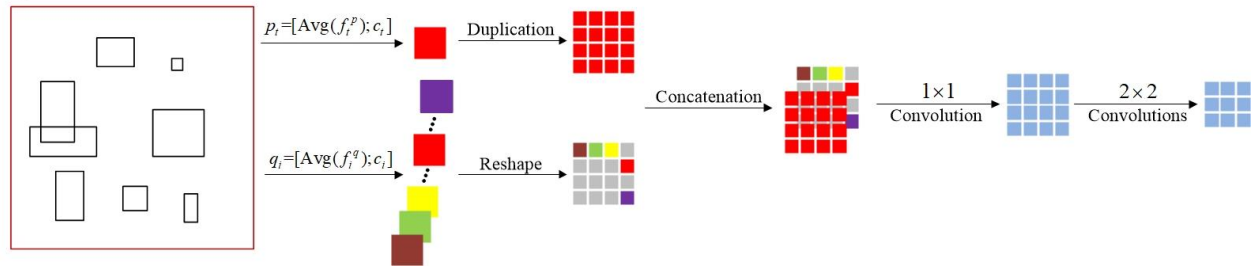 p_t=[Avg(f_t^p);c_t]
Duplication
Concatenation
1×1
Convolution
2×2
Convolutions
q_i=[Avg(f_i^q);c_i]
Reshape